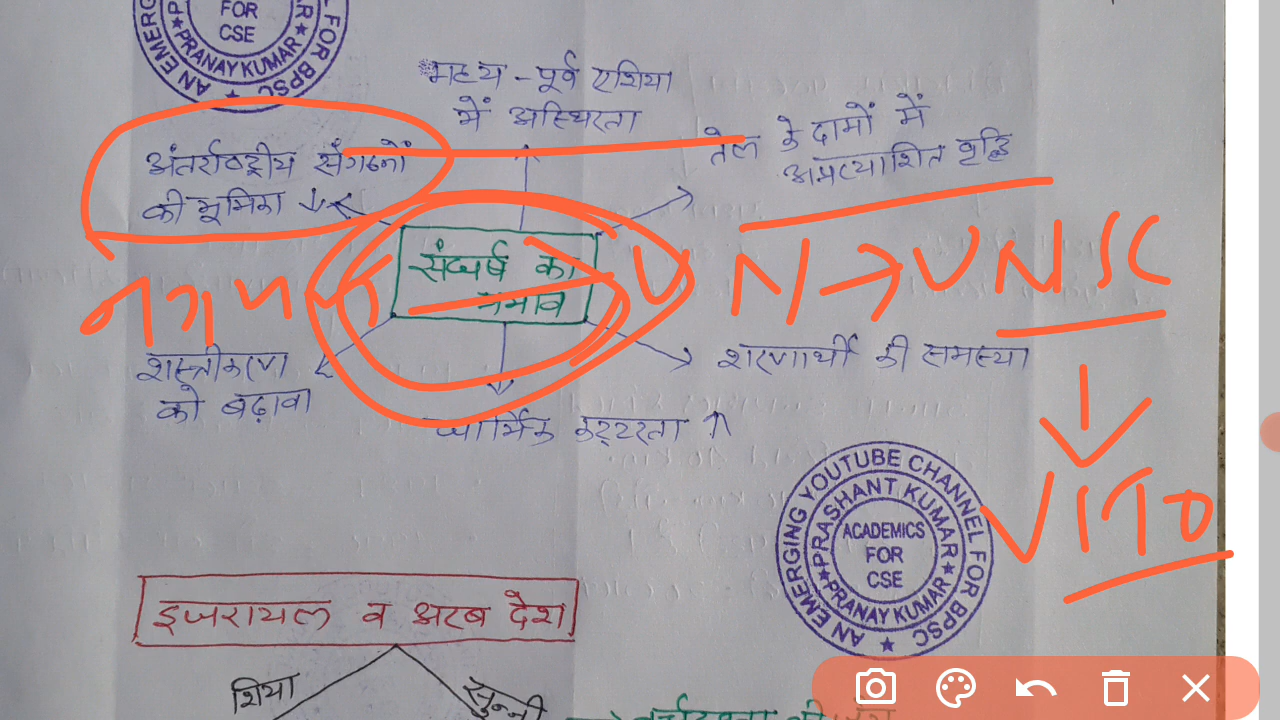 FOR
CSE
PRANAY KUMAR
AN EMERG
L FOR BPSC
मध्य - पूर्व एशिया
में अस्थिरता
तेल के दामों में
अप्रत्याशित वृद्धि
अंतर्राष्ट्रीय संगठनों
की भूमिका ↓
संघर्ष का
प्रभाव
UN → UNSC
शस्त्रीकरण
को बढ़ावा
शरणार्थी की समस्या
धार्मिक कट्टरता ↑
VITO
AN EMERGING YOUTUBE CHANNEL FOR BPSC
PRASHANT KUMAR
PRANAY KUMAR
ACADEMICS
FOR
CSE
इजरायल व अरब देश
शिया
सुन्नी